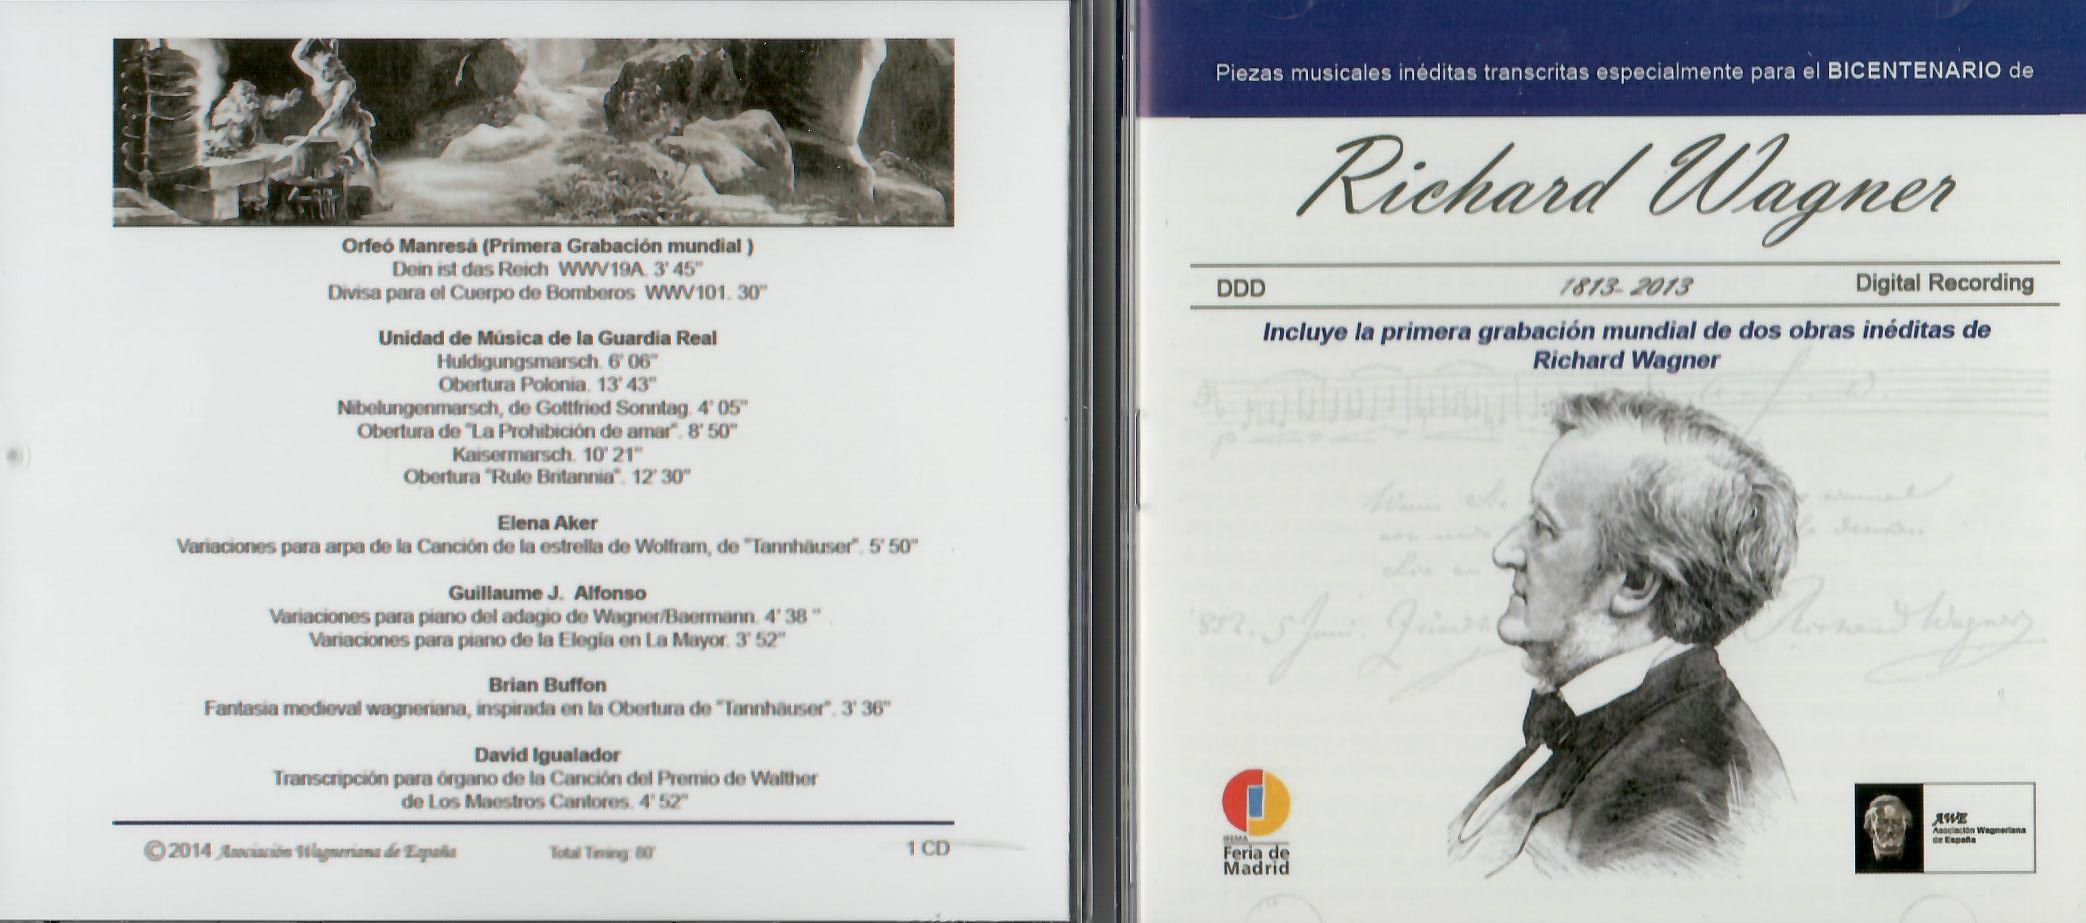 Orfeó Manresá (Primera Grabación mundial )
Dein ist das Reich WWV19A. 3' 45"
Divisa para el Cuerpo de Bomberos WWV101. 30"
Unidad de Música de la Guardia Real
Huldigungsmarsch. 6' 06"
Obertura Polonia. 13' 43"
Nibelungenmarsch, de Gottfried Sonntag. 4' 05"
Obertura de "La Prohibición de amar". 8' 50"
Kaisermarsch. 10' 21"
Obertura "Rule Britannia". 12' 30"
Elena Aker
Variaciones para arpa de la Canción de la estrella de Wolfram, de "Tannhäuser". 5' 50"
Guillaume J. Alfonso
Variaciones para piano del adagio de Wagner/Baermann. 4' 38 "
Variaciones para piano de la Elegía en La Mayor. 3' 52"
Brian Buffon
Fantasia medieval wagneriana, inspirada en la Obertura de "Tannhäuser". 3' 36"
David Igualador
Transcripción para órgano de la Canción del Premio de Walther
de Los Maestros Cantores. 4' 52"
©2014 Asociación Wagneriana de España
Total Timing: 80'
1 CD
Piezas musicales inéditas transcritas especialmente para el BICENTENARIO de
Richard Wagner
DDD
1813- 2013
Digital Recording
Incluye la primera grabación mundial de dos obras inéditas de
Richard Wagner
Richard Wagner
IFEMA
Feria de
Madrid
AWE
Asociación Wagneriana
de España